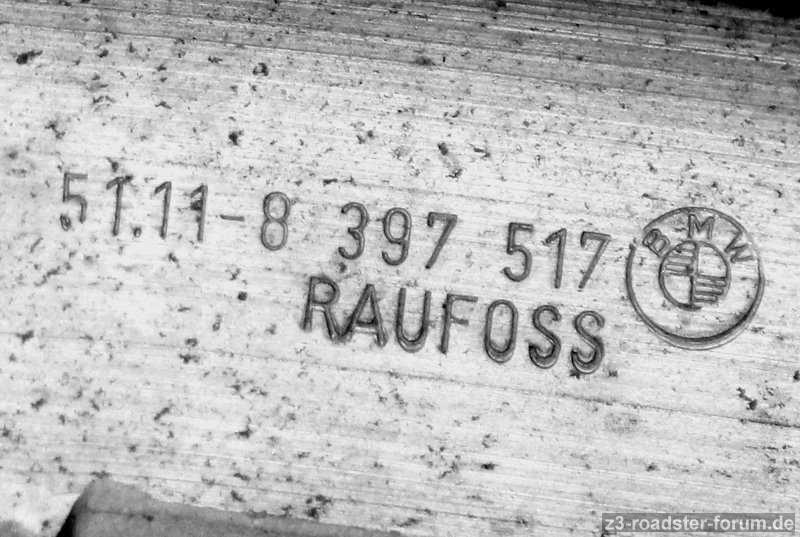 51.11-8 397 517
BMW
RAUFOSS
z3-roadster-forum.de